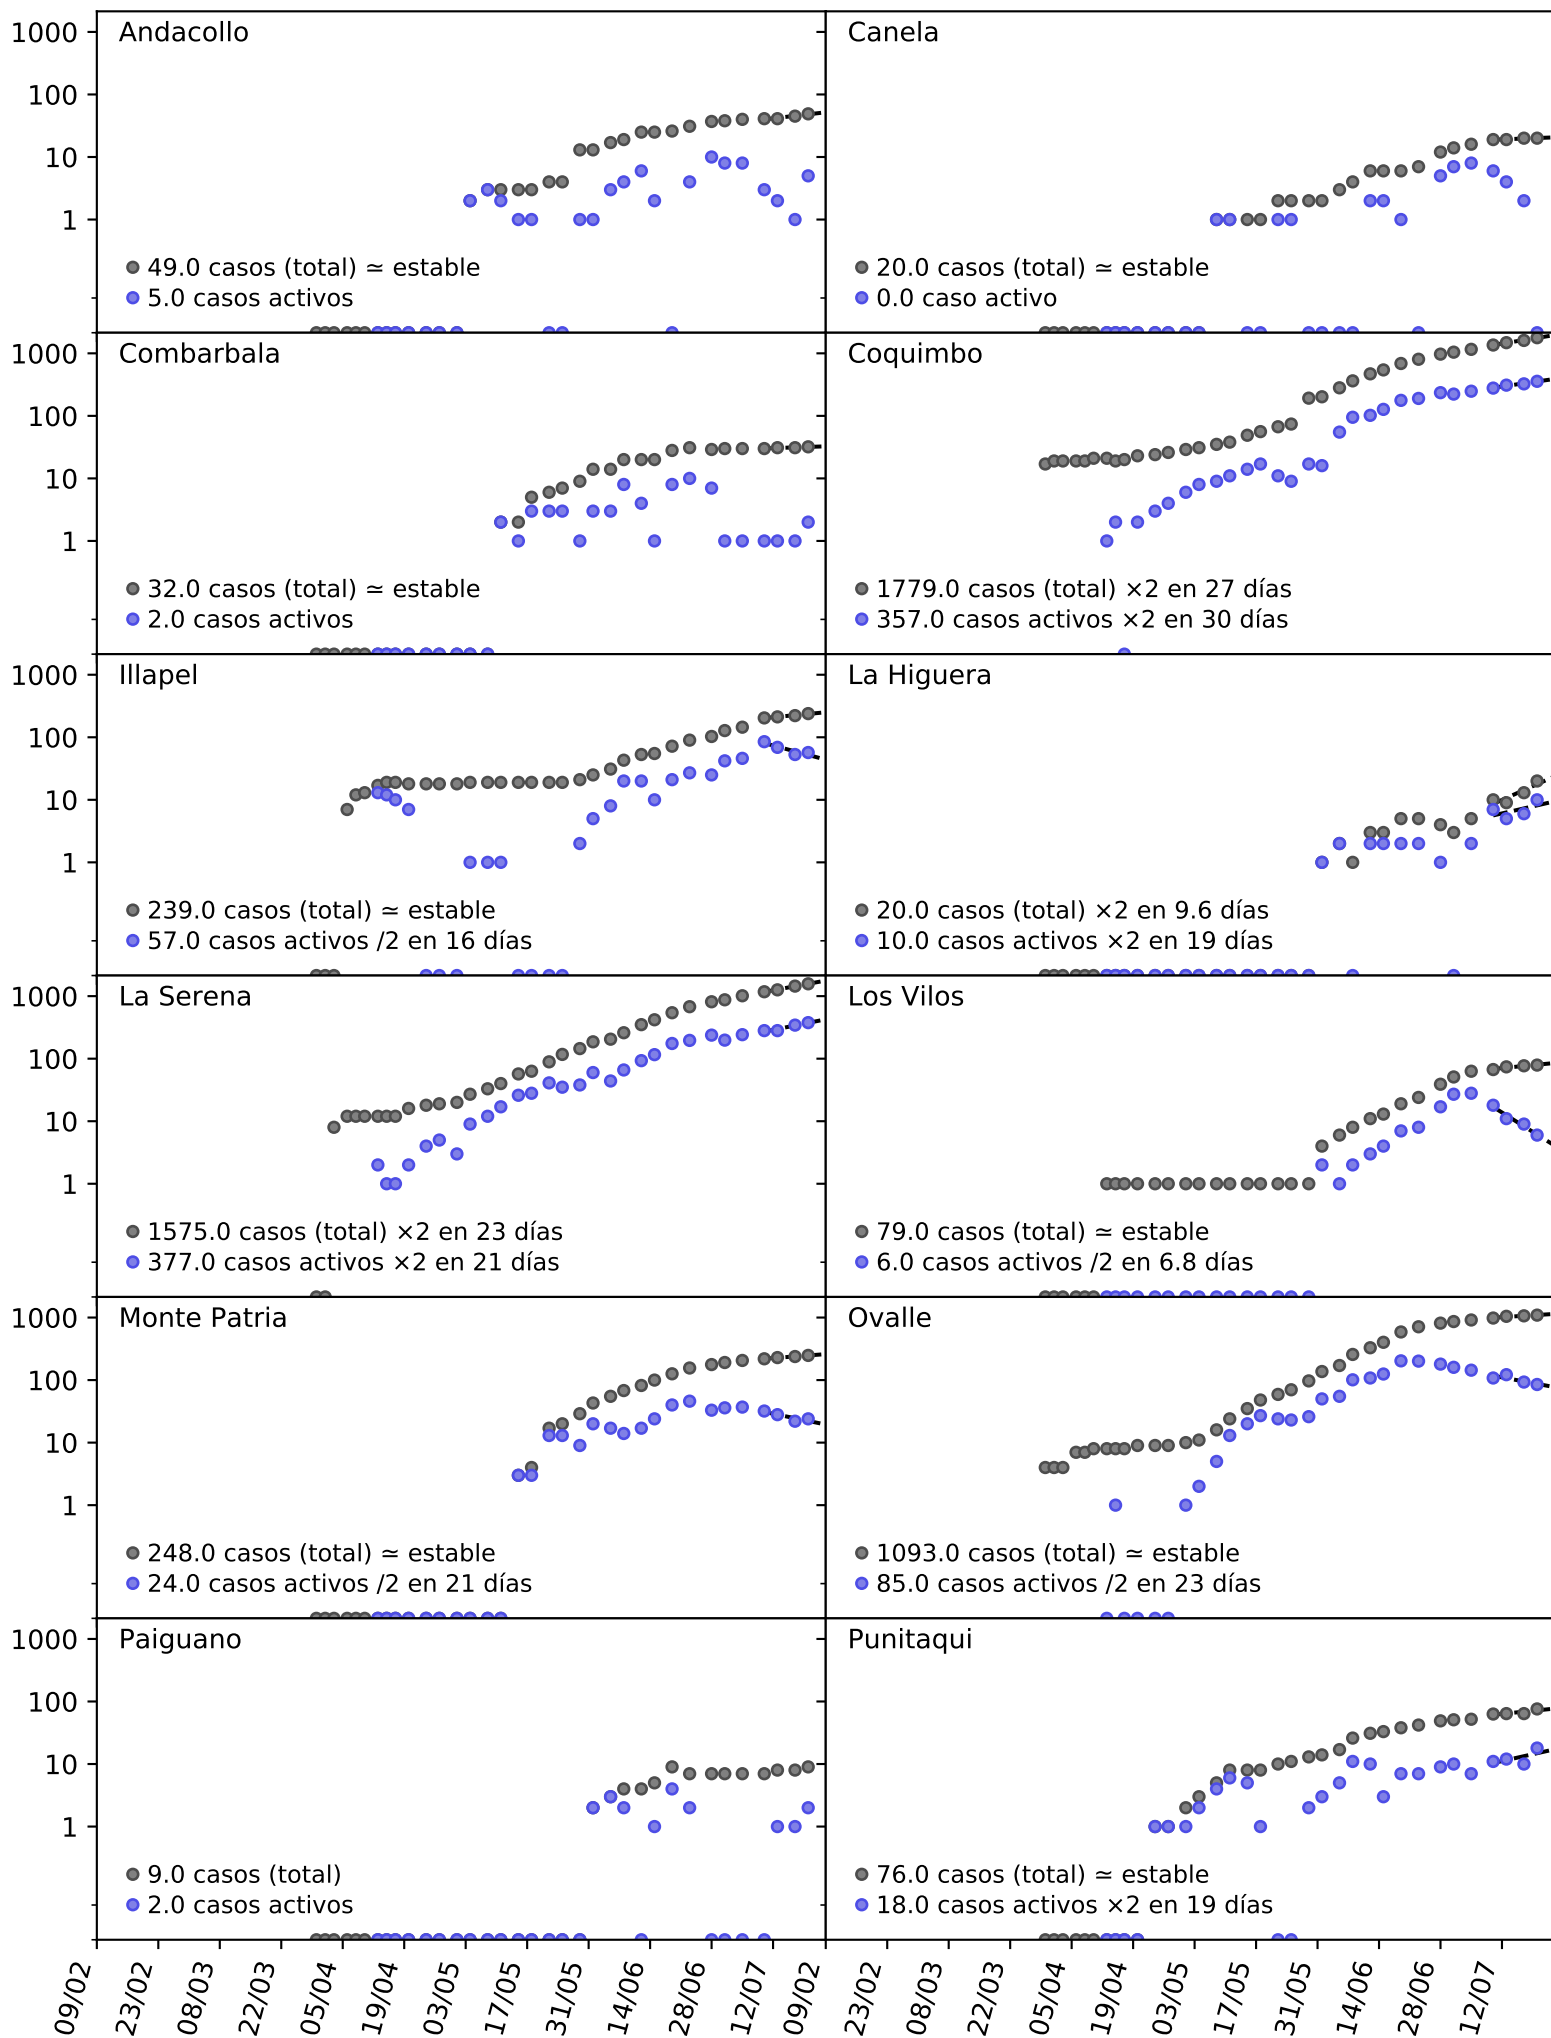 Andacollo
1000
100
10
1
49.0 casos (total) ≃ estable
5.0 casos activos
Canela
20.0 casos (total) ≃ estable
0.0 caso activo
Combarbala
1000
100
10
1
32.0 casos (total) ≃ estable
2.0 casos activos
Coquimbo
1779.0 casos (total) ×2 en 27 días
357.0 casos activos ×2 en 30 días
Illapel
1000
100
10
1
239.0 casos (total) ≃ estable
57.0 casos activos /2 en 16 días
La Higuera
20.0 casos (total) ×2 en 9.6 días
10.0 casos activos ×2 en 19 días
La Serena
1000
100
10
1
1575.0 casos (total) ×2 en 23 días
377.0 casos activos ×2 en 21 días
Los Vilos
79.0 casos (total) ≃ estable
6.0 casos activos /2 en 6.8 días
Monte Patria
1000
100
10
1
248.0 casos (total) ≃ estable
24.0 casos activos /2 en 21 días
Ovalle
1093.0 casos (total) ≃ estable
85.0 casos activos /2 en 23 días
Paiguano
1000
100
10
1
9.0 casos (total)
2.0 casos activos
Punitaqui
76.0 casos (total) ≃ estable
18.0 casos activos ×2 en 19 días
09/02
23/02
08/03
22/03
05/04
19/04
03/05
17/05
31/05
14/06
28/06
12/07
09/02
23/02
08/03
22/03
05/04
19/04
03/05
17/05
31/05
14/06
28/06
12/07